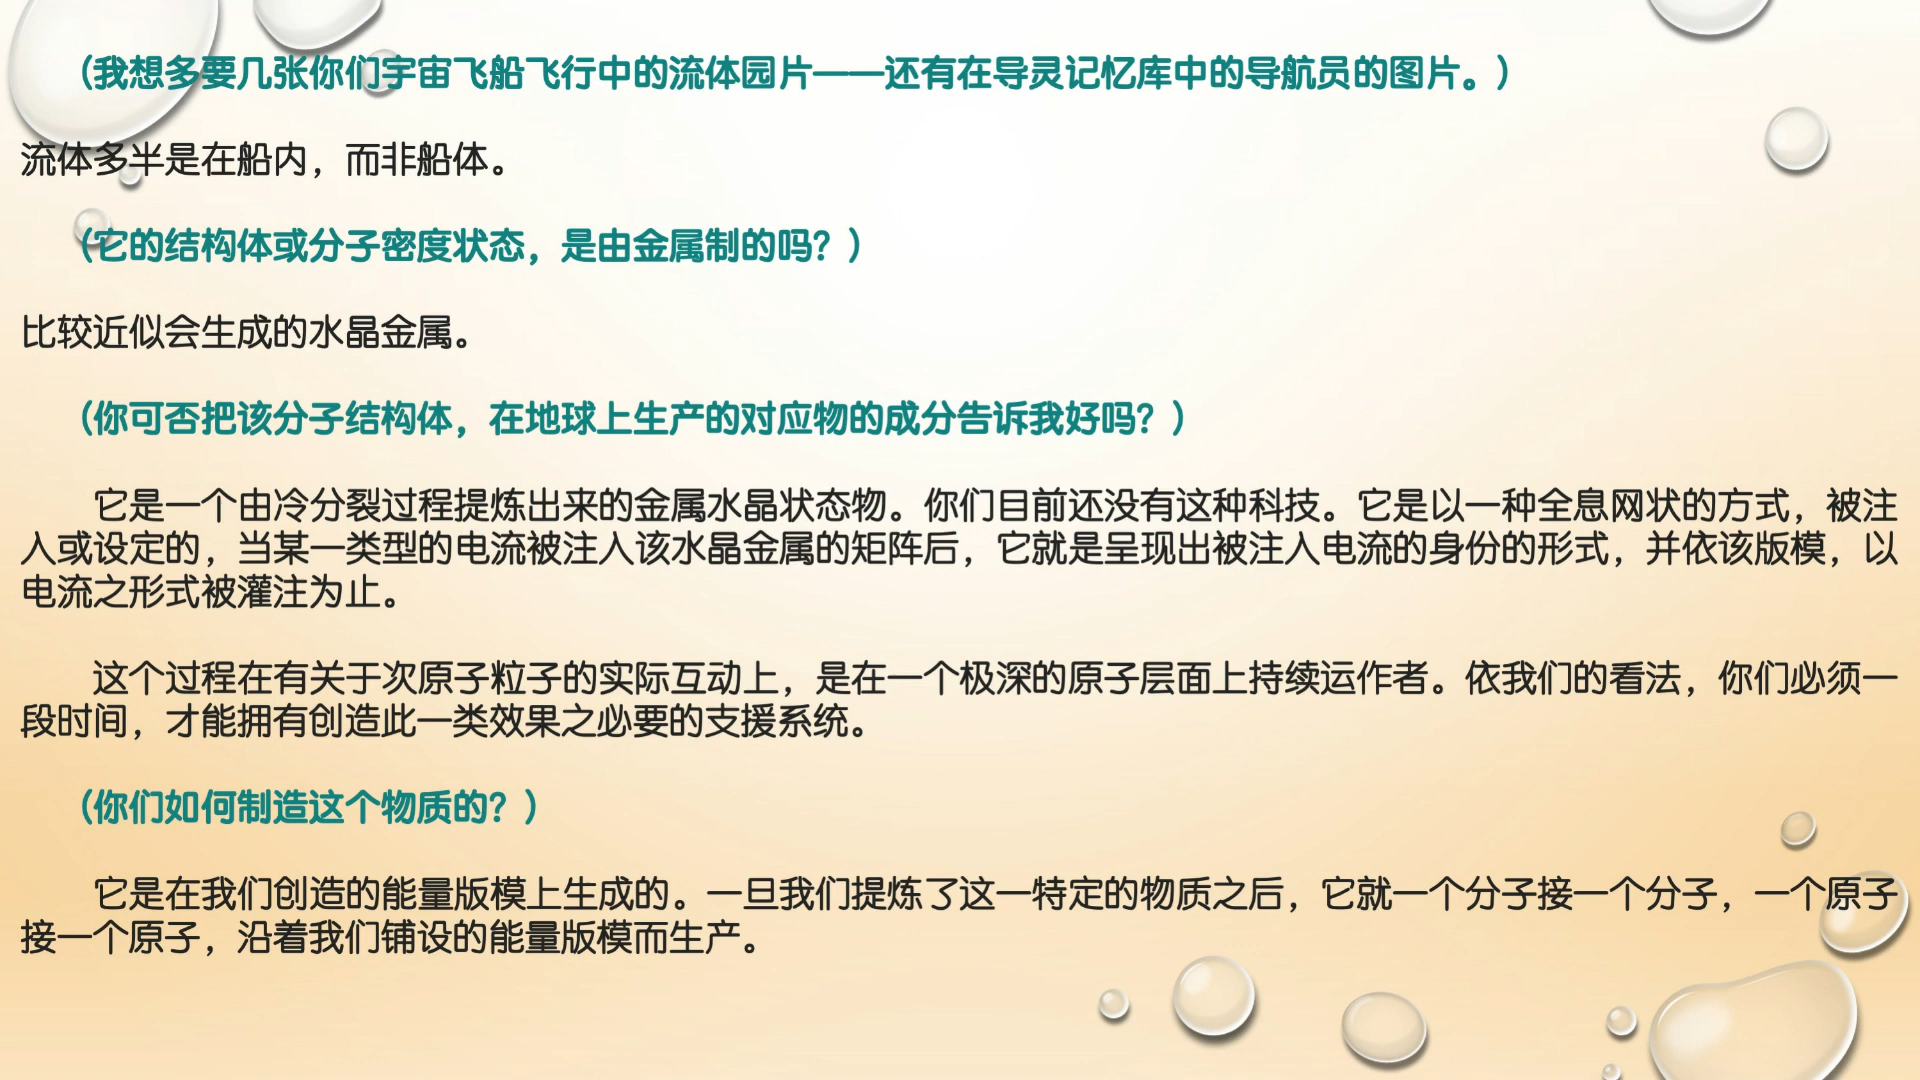 （我想多要几张你们宇宙飞船飞行中的流体园片——还有在导灵记忆库中的导航员的图片。）
流体多半是在船内，而非船体。
（它的结构体或分子密度状态，是由金属制的吗？）
比较近似会生成的水晶金属。
（你可否把该分子结构体，在地球上生产的对应物的成分告诉我好吗？）
它是一个由冷分裂过程提炼出来的金属水晶状态物。你们目前还没有这种科技。它是以一种全息网状的方式，被注
入或设定的，当某一类型的电流被注入该水晶金属的矩阵后，它就是呈现出被注入电流的身份的形式，并依该版模，以
电流之形式被灌注为止。
这个过程在有关于次原子粒子的实际互动上，是在一个极深的原子层面上持续运作者。依我们的看法，你们必须一
段时间，才能拥有创造此一类效果之必要的支援系统。
（你们如何制造这个物质的？）
它是在我们创造的能量版模上生成的。一旦我们提炼了这一特定的物质之后，它就一个分子接一个分子，一个原子
接一个原子，沿着我们铺设的能量版模而生产。